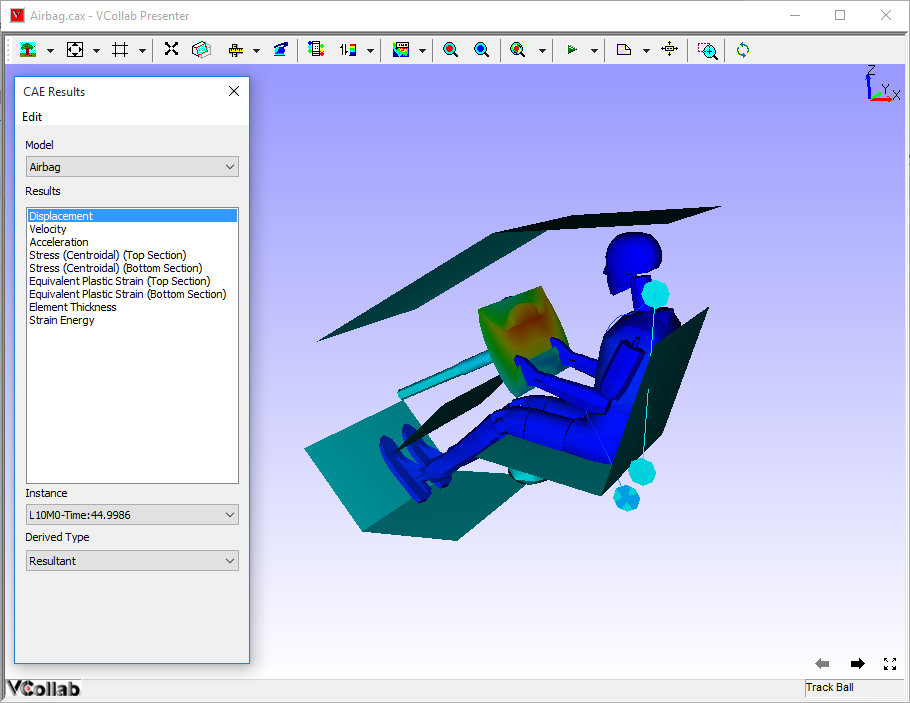 Airbag.cax - VCollab Presenter
CAE Results
Edit
Model
Airbag
Results
Displacement
Velocity
Acceleration
Stress (Centroidal) (Top Section)
Stress (Centroidal) (Bottom Section)
Equivalent Plastic Strain (Top Section)
Equivalent Plastic Strain (Bottom Section)
Element Thickness
Strain Energy
Instance
L10M0-Time:44.9986
Derived Type
Resultant
Z
Y
X
VCollab
Track Ball